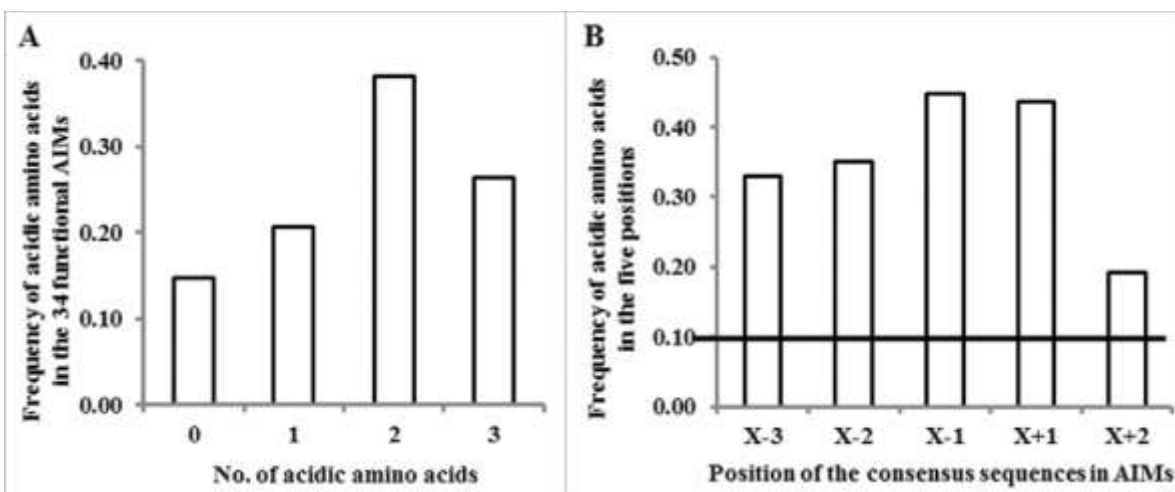 A
Frequency of acidic amino acids
in the 34 functional AIMs
0.40
0.30
0.20
0.10
0.00
0 1 2 3
No. of acidic amino acids
B
Frequency of acidic amino acids
in the five positions
0.50
0.40
0.30
0.20
0.10
0.00
X-3 X-2 X-1 X+1 X+2
Position of the consensus sequences in AIMs